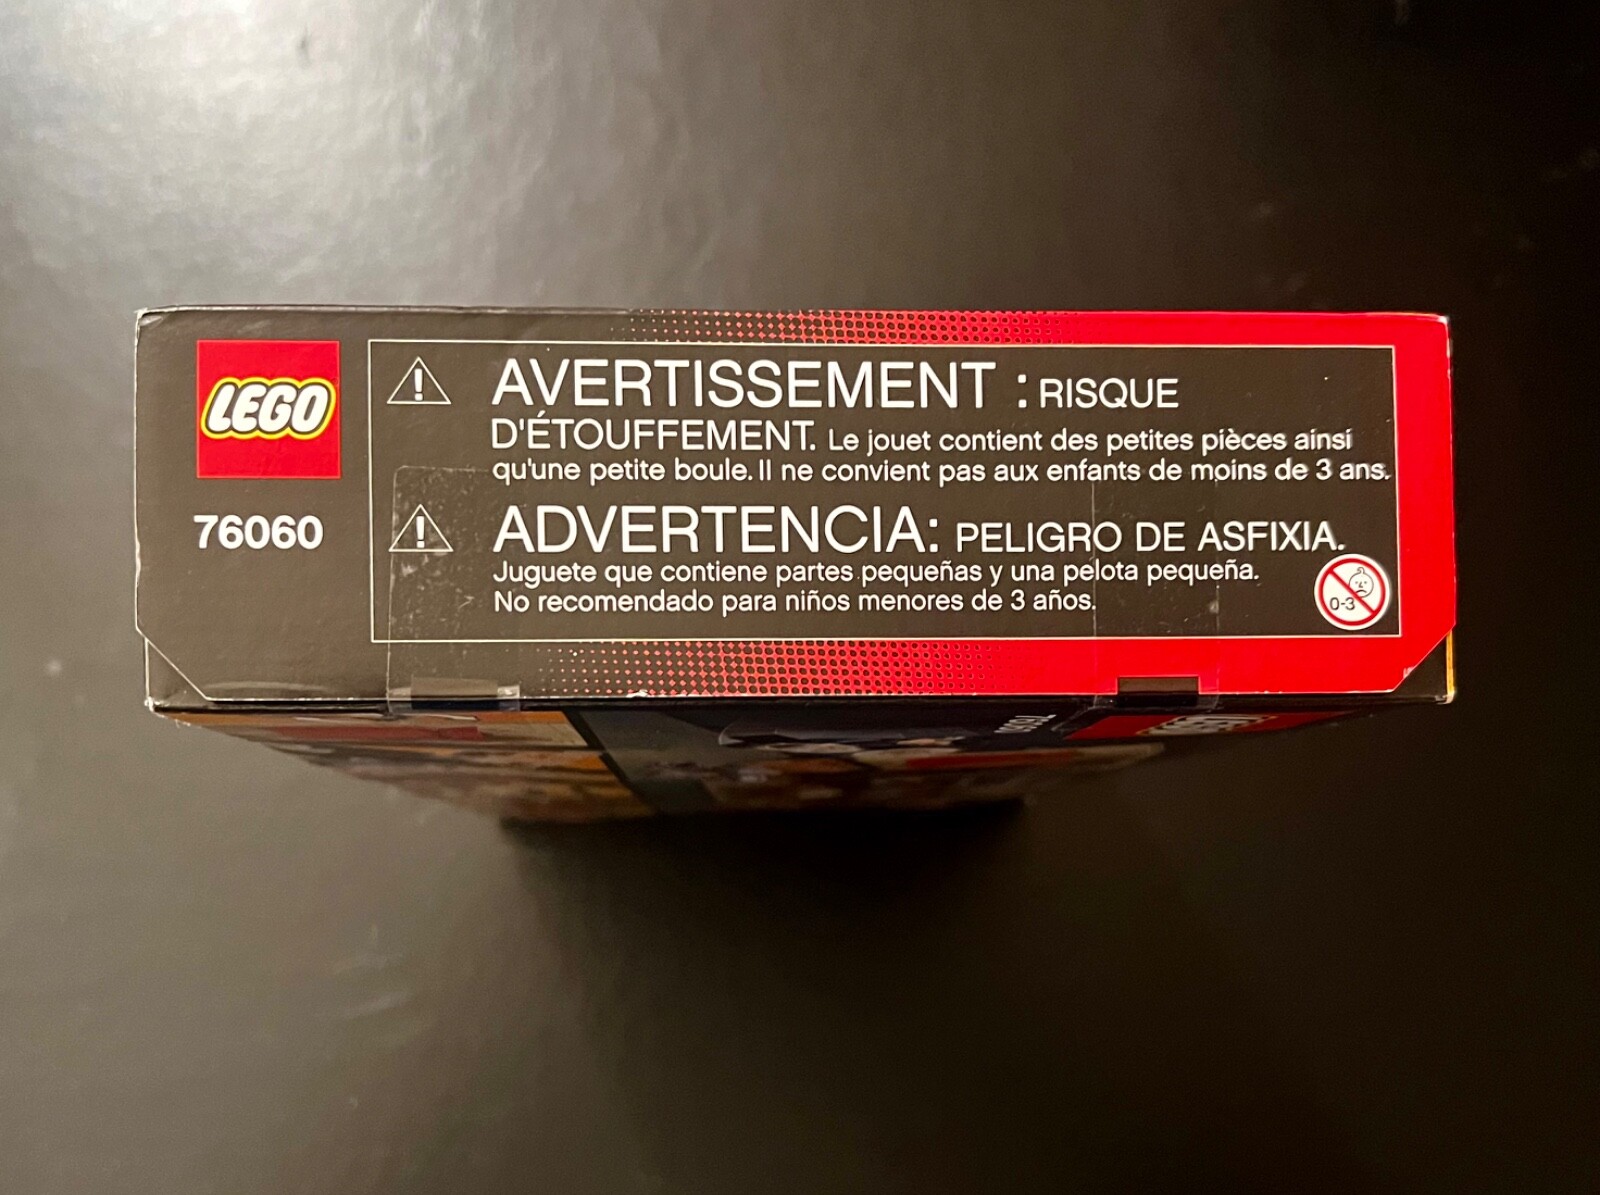 LEGO
76060
AVERTISSEMENT : RISQUE
D'ÉTOUFFEMENT. Le jouet contient des petites pièces ainsi
qu'une petite boule. Il ne convient pas aux enfants de moins de 3 ans.
ADVERTENCIA: PELIGRO DE ASFIXIA.
Juguete que contiene partes pequeñas y una pelota pequeña.
No recomendado para niños menores de 3 años.
0-3
76060
LEGO